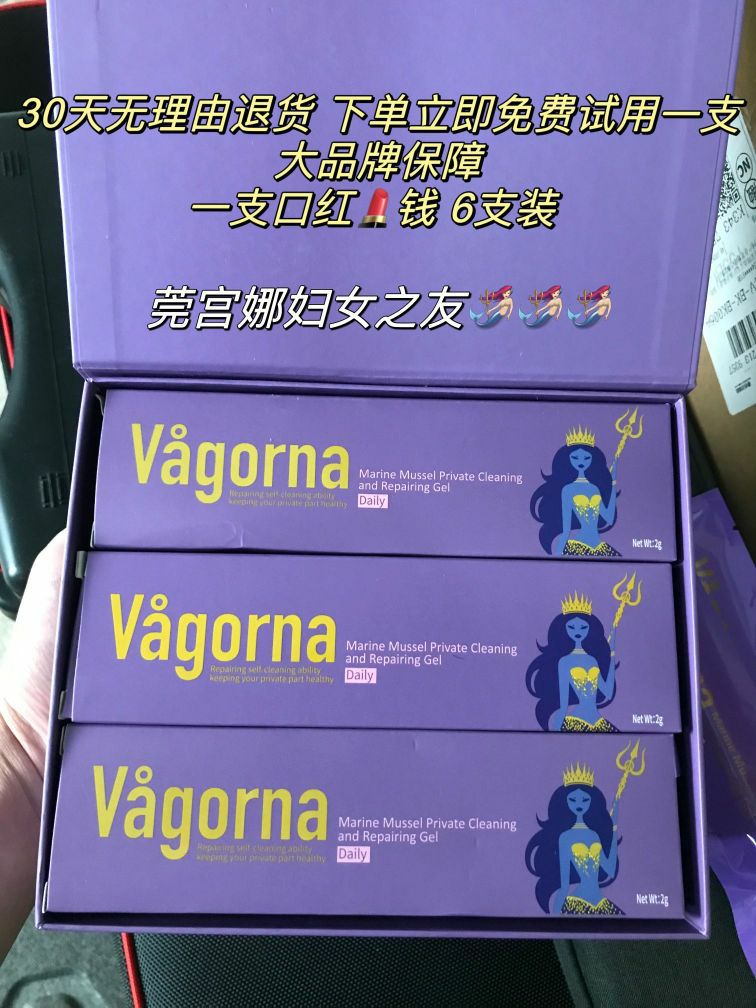 30天无理由退货 下单立即免费试用一支
大品牌保障
一支口红💄钱 6支装
莞宫娜妇女之友🧜‍♀️🧜‍♀️🧜‍♀️
Vågorna
Marine Mussel Private Cleaning
and Repairing Gel
Daily
Repairing self-cleaning ability
keeping your private part healthy
Net Wt:2g
Vågorna
Marine Mussel Private Cleaning
and Repairing Gel
Daily
Repairing self-cleaning ability
keeping your private part healthy
Net Wt:2g
Vågorna
Marine Mussel Private Cleaning
and Repairing Gel
Daily
Repairing self-cleaning ability
keeping your private part healthy
Net Wt:2g